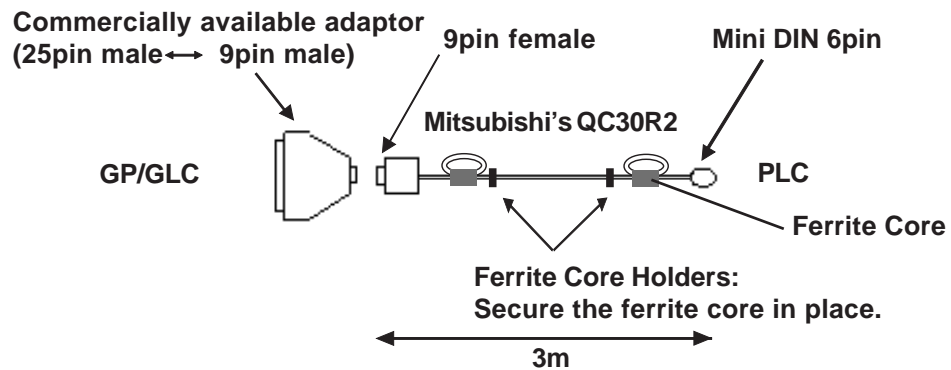 Commercially available adaptor
(25pin male↔ 9pin male)
9pin female
Mini DIN 6pin
Mitsubishi's QC30R2
GP/GLC
PLC
Ferrite Core
Ferrite Core Holders:
Secure the ferrite core in place.
3m